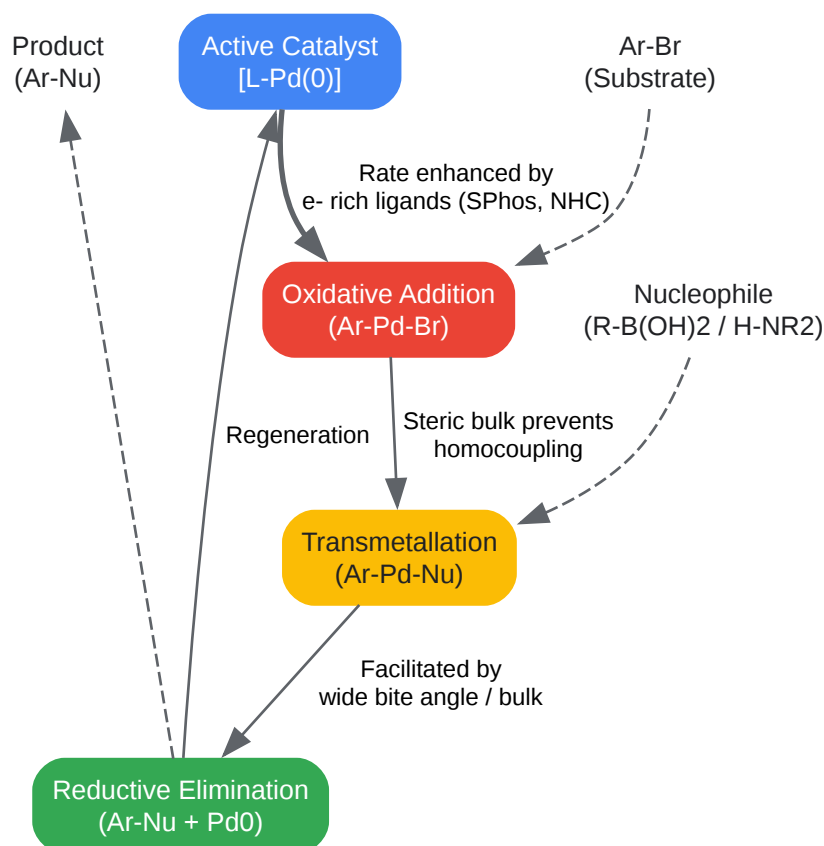 Product
(Ar-Nu)
Active Catalyst
[L-Pd(0)]
Ar-Br
(Substrate)
Rate enhanced by
e- rich ligands (SPhos, NHC)
Oxidative Addition
(Ar-Pd-Br)
Nucleophile
(R-B(OH)2 / H-NR2)
Regeneration
Steric bulk prevents
homocoupling
Transmetallation
(Ar-Pd-Nu)
Facilitated by
wide bite angle / bulk
Reductive Elimination
(Ar-Nu + Pd0)